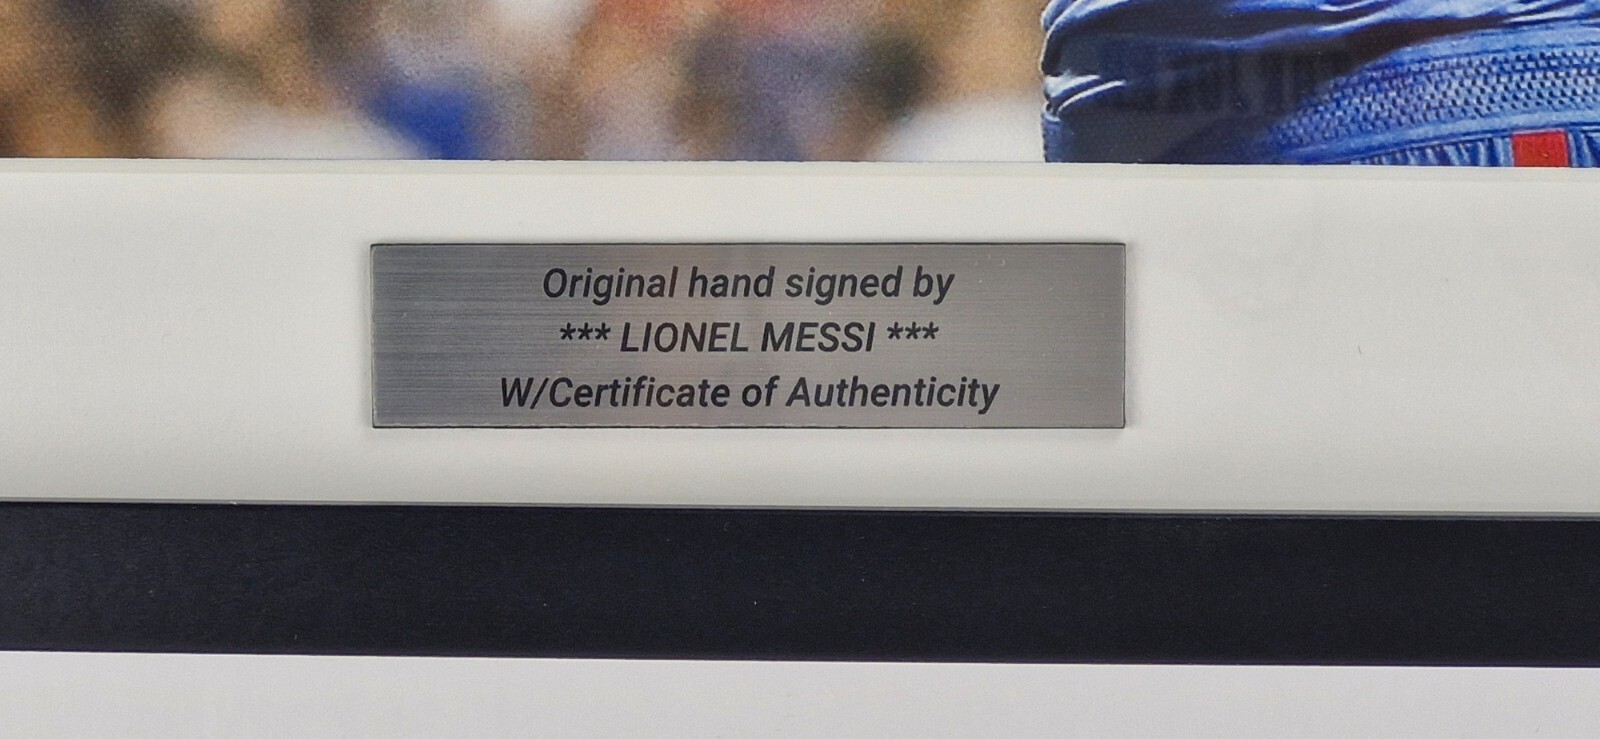 Original hand signed by
*** LIONEL MESSI ***
W/Certificate of Authenticity